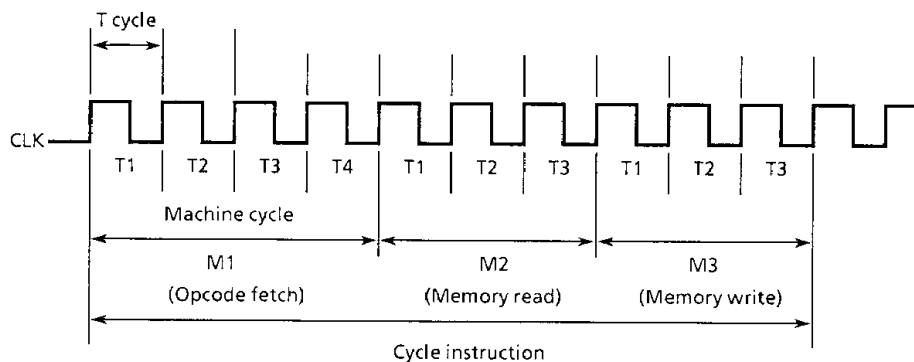 T cycle
CLK
T1 T2 T3 T4 T1 T2 T3 T1 T2 T3
Machine cycle
M1 M2 M3
(Opcode fetch) (Memory read) (Memory write)
Cycle instruction